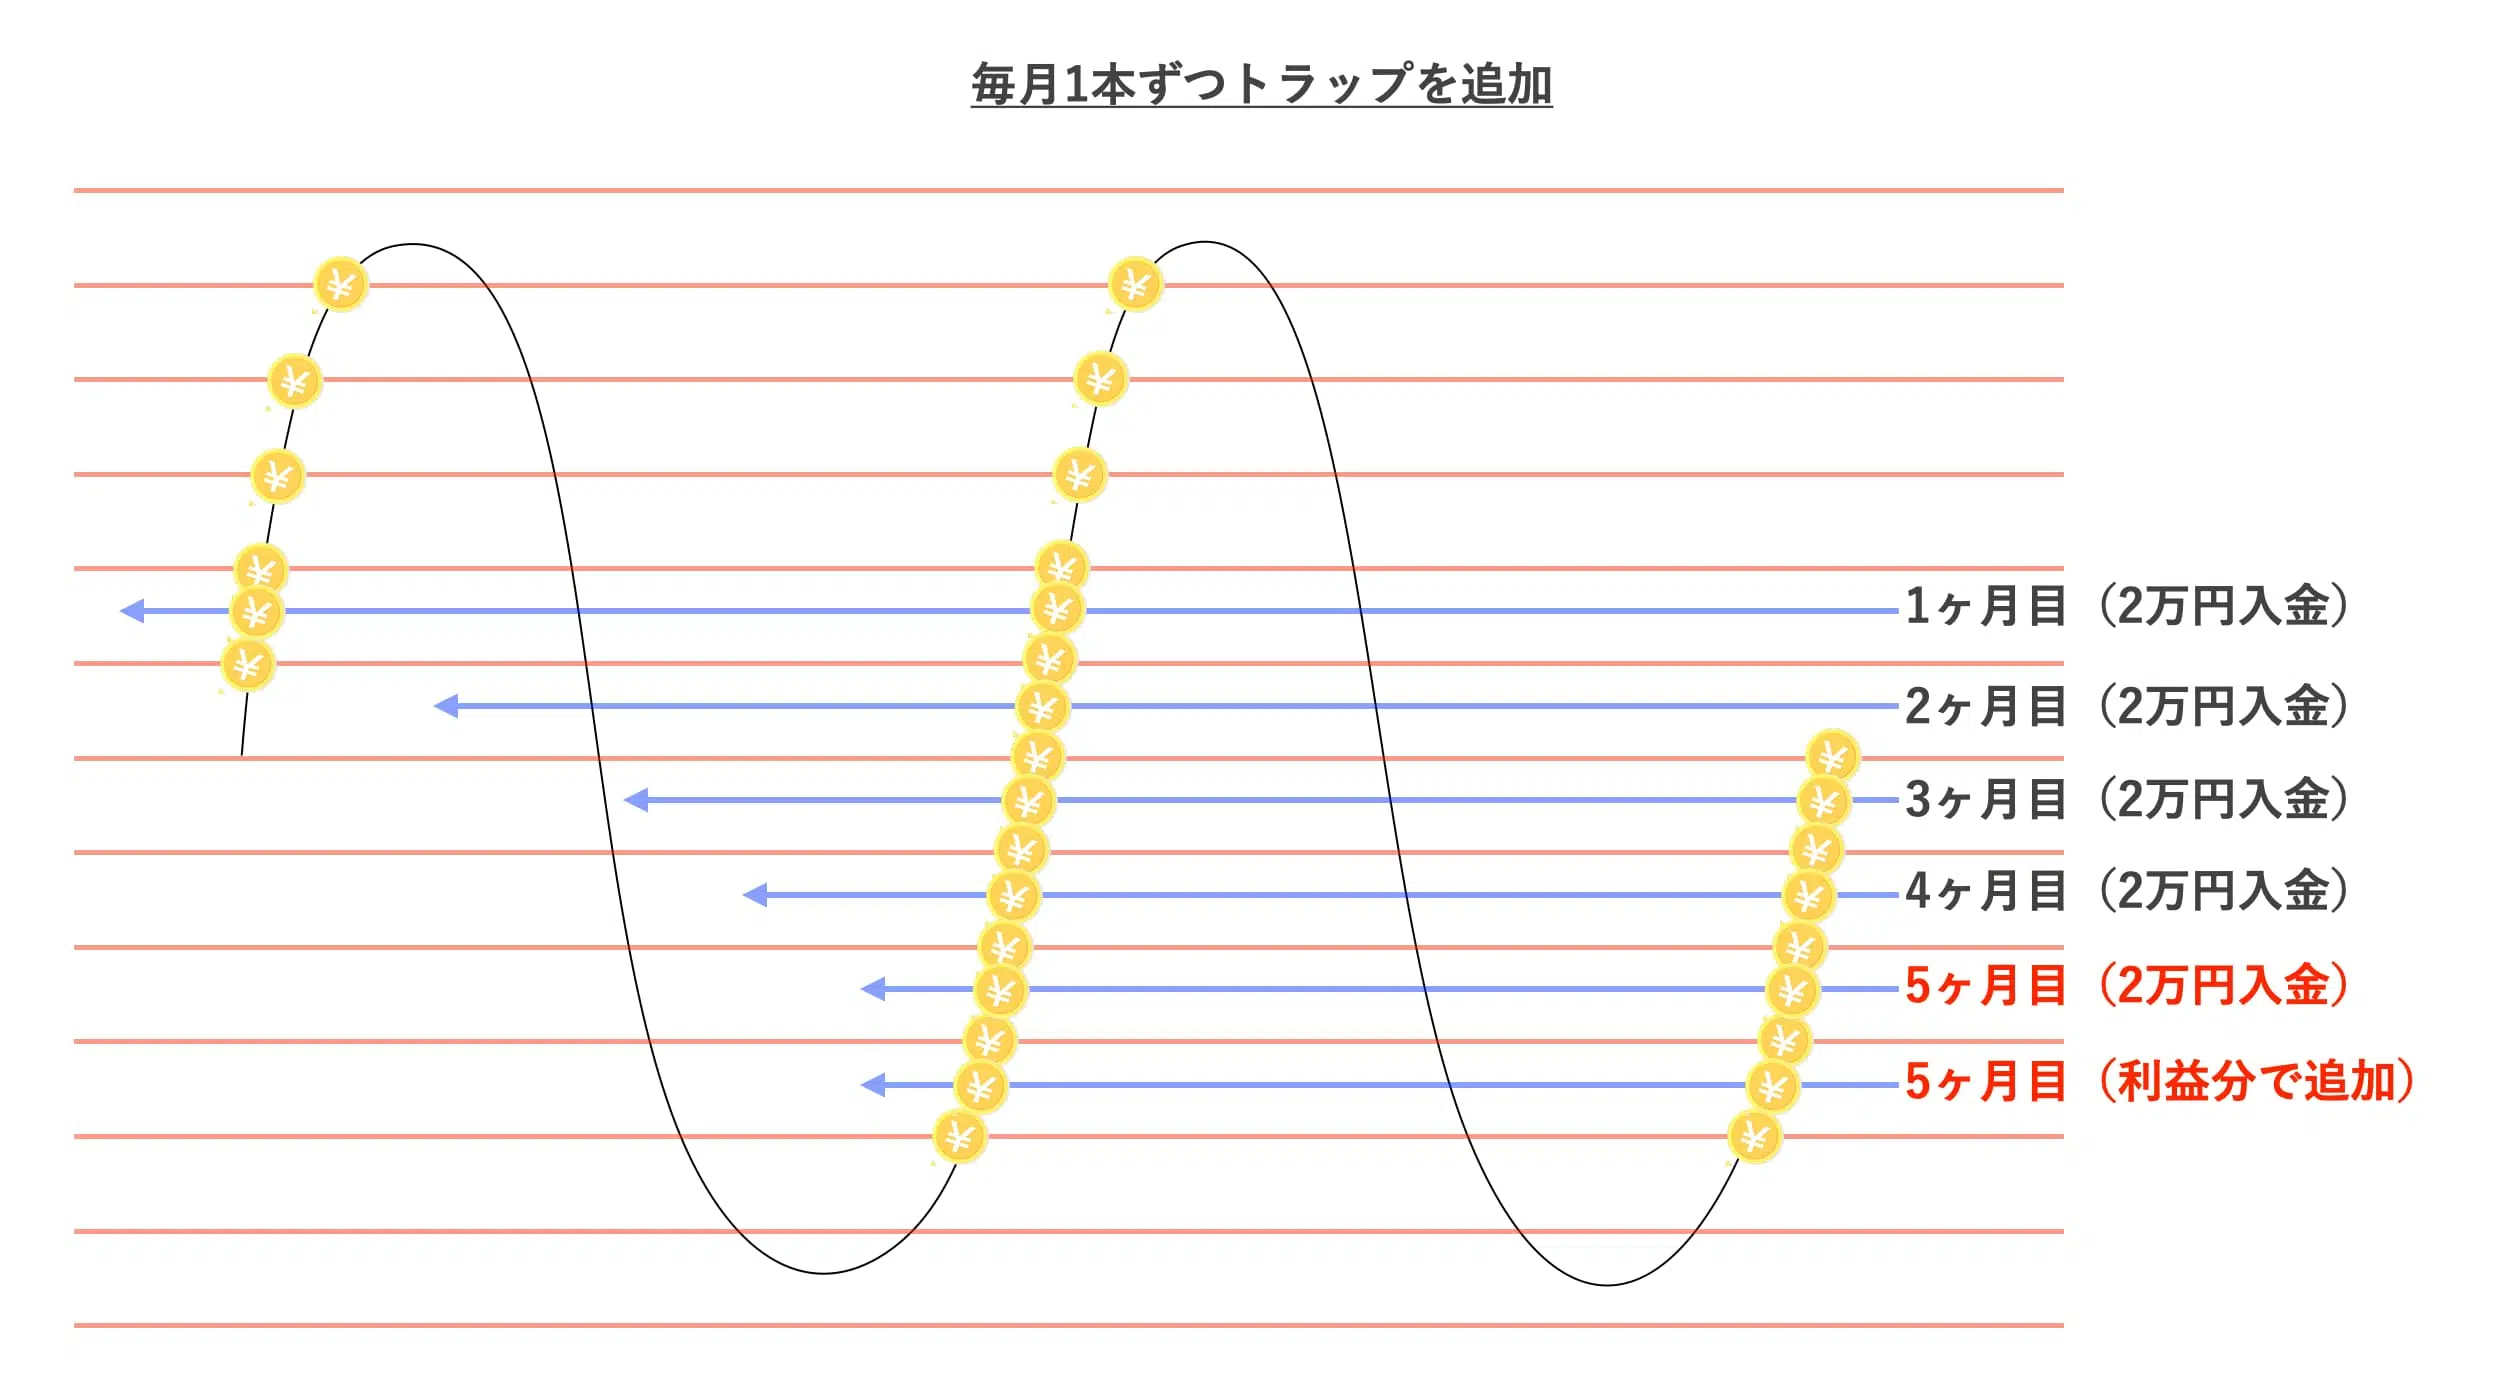 毎月1本ずつトラップを追加
1ヶ月目（2万円入金）
2ヶ月目（2万円入金）
3ヶ月目（2万円入金）
4ヶ月目（2万円入金）
5ヶ月目（2万円入金）
5ヶ月目（利益分で追加）